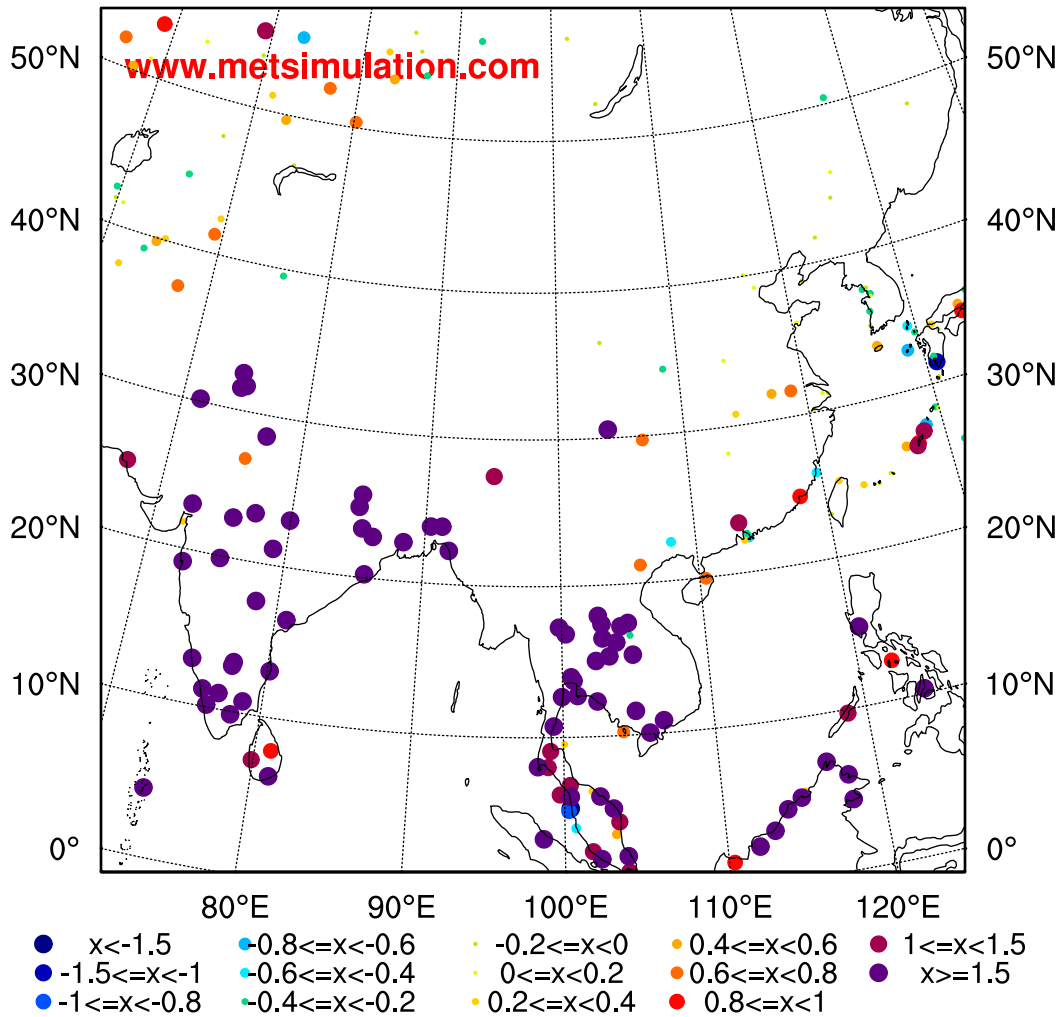 50°N 50°N
www.metsimulation.com
40°N 40°N
30°N 30°N
20°N 20°N
10°N 10°N
0° 0°
80°E 90°E 100°E 110°E 120°E
x<-1.5 -0.8<=x<-0.6 -0.2<=x<0 0.4<=x<0.6 1<=x<1.5
-1.5<=x<-1 -0.6<=x<-0.4 0<=x<0.2 0.6<=x<0.8 x>=1.5
-1<=x<-0.8 -0.4<=x<-0.2 0.2<=x<0.4 0.8<=x<1